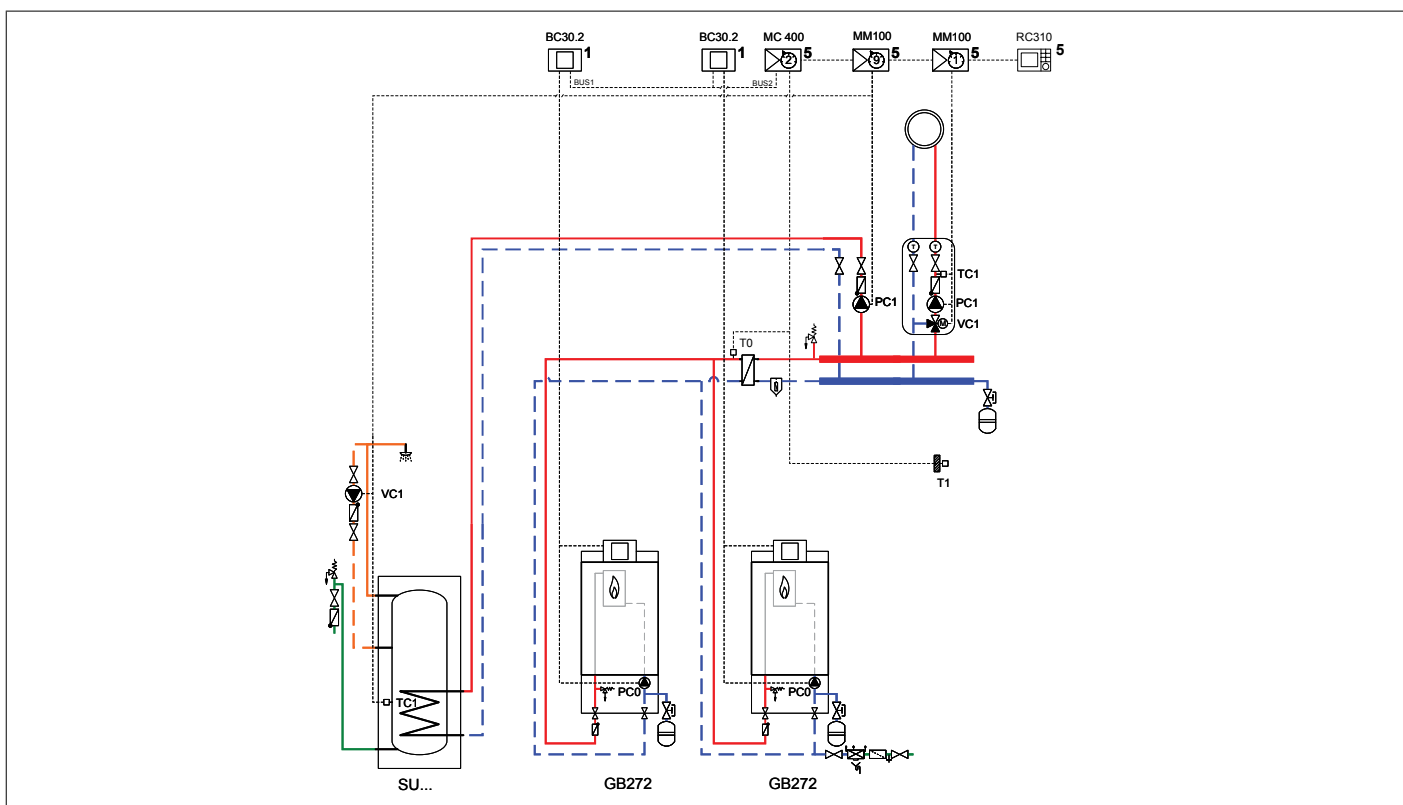 BC30.2 1
BC30.2 1
MC 400 5
MM100 5
MM100 5
RC310 5
BUS1
BUS2
2
9
1
T
T
TC1
PC1
PC1
VC1
M
T0
T1
VC1
TC1
PC0
PC0
SU...
GB272
GB272